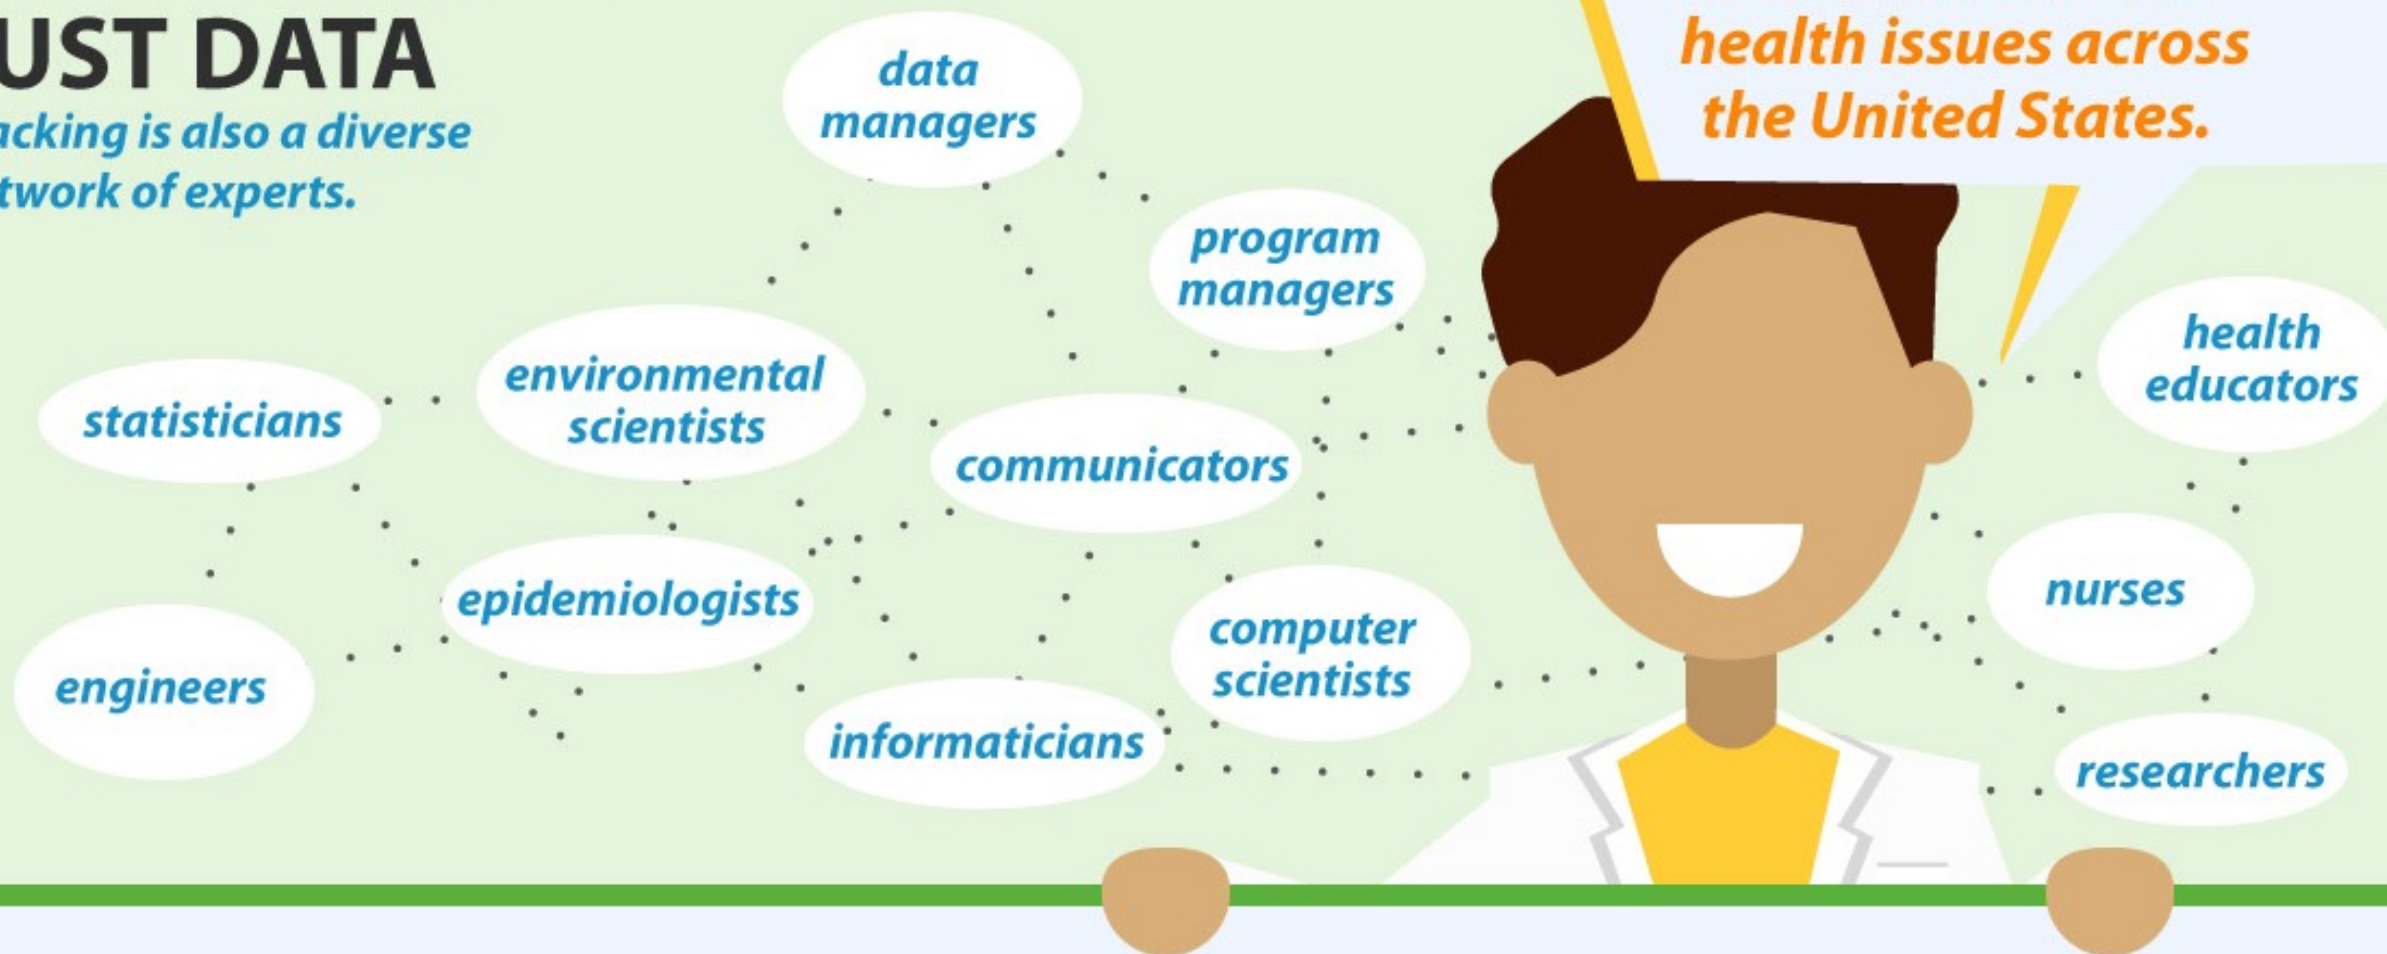 UST DATA
acking is also a diverse
twork of experts.
data
managers
health issues across
the United States.
program
managers
health
educators
environmental
scientists
statisticians
communicators
epidemiologists
nurses
computer
scientists
engineers
informaticians
researchers